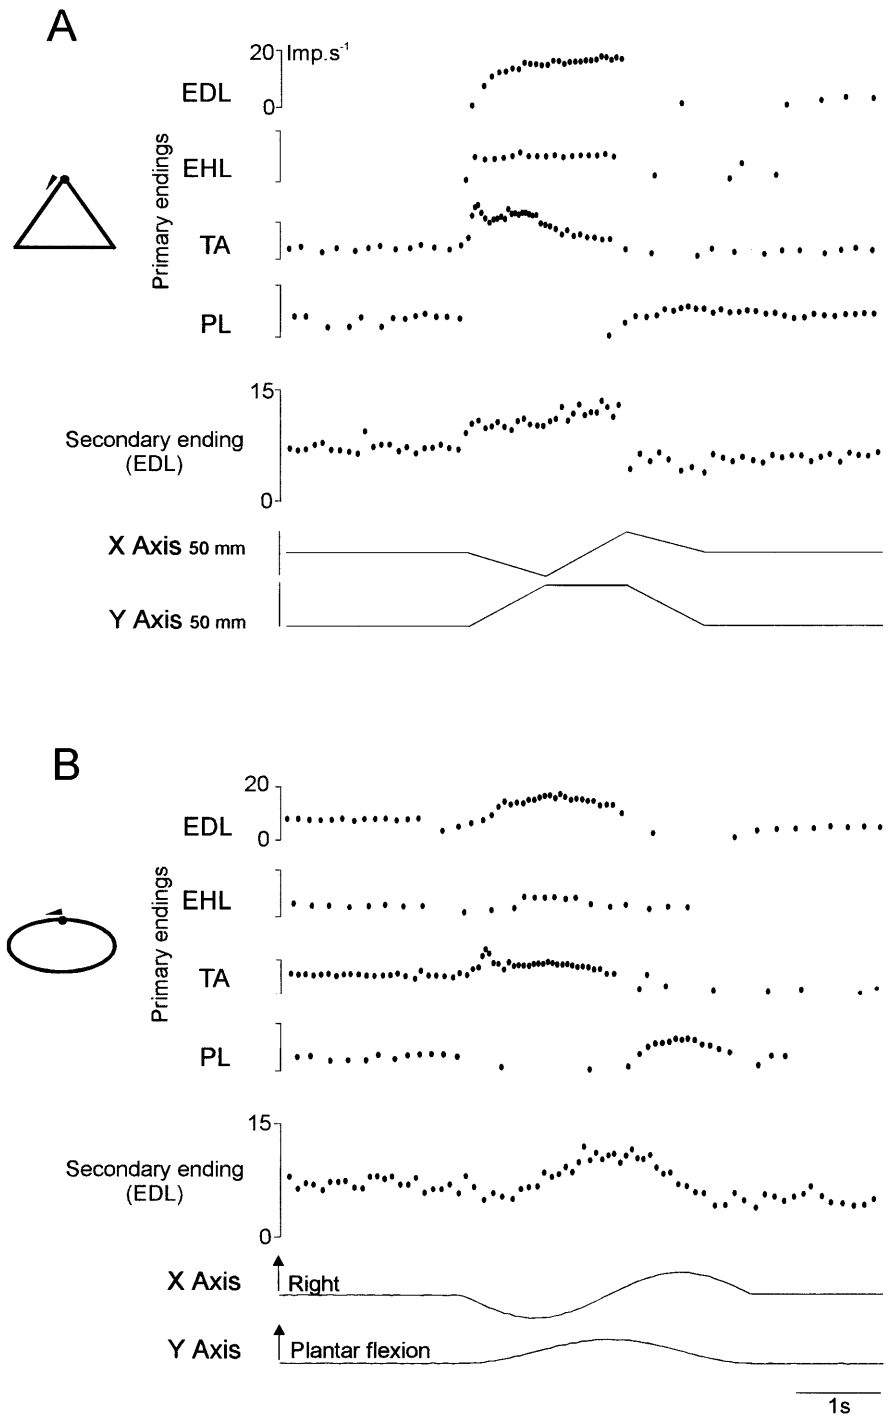 A
20 Imp.s⁻¹
EDL
0
EHL
Primary endings
TA
PL
15
Secondary ending
(EDL)
0
X Axis 50 mm
Y Axis 50 mm
B
20
EDL
0
EHL
Primary endings
TA
PL
15
Secondary ending
(EDL)
0
X Axis Right
Y Axis Plantar flexion
1s